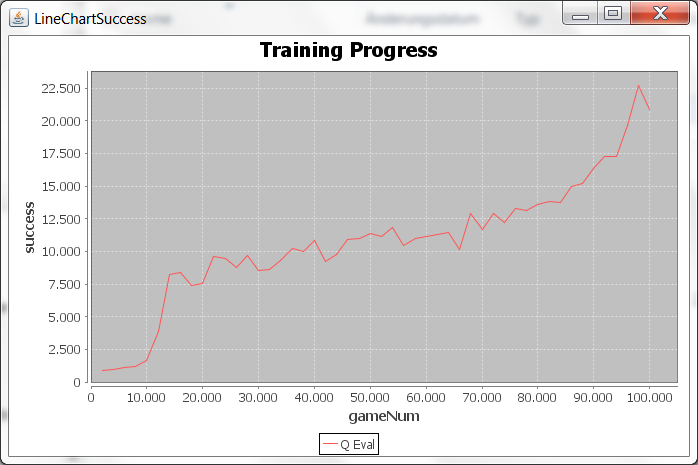 LineChartSuccess
Änderungsdatum Typ
Training Progress
22.500
20.000
17.500
15.000
12.500
10.000
7.500
5.000
2.500
0
success
0 10.000 20.000 30.000 40.000 50.000 60.000 70.000 80.000 90.000 100.000
gameNum
Q Eval